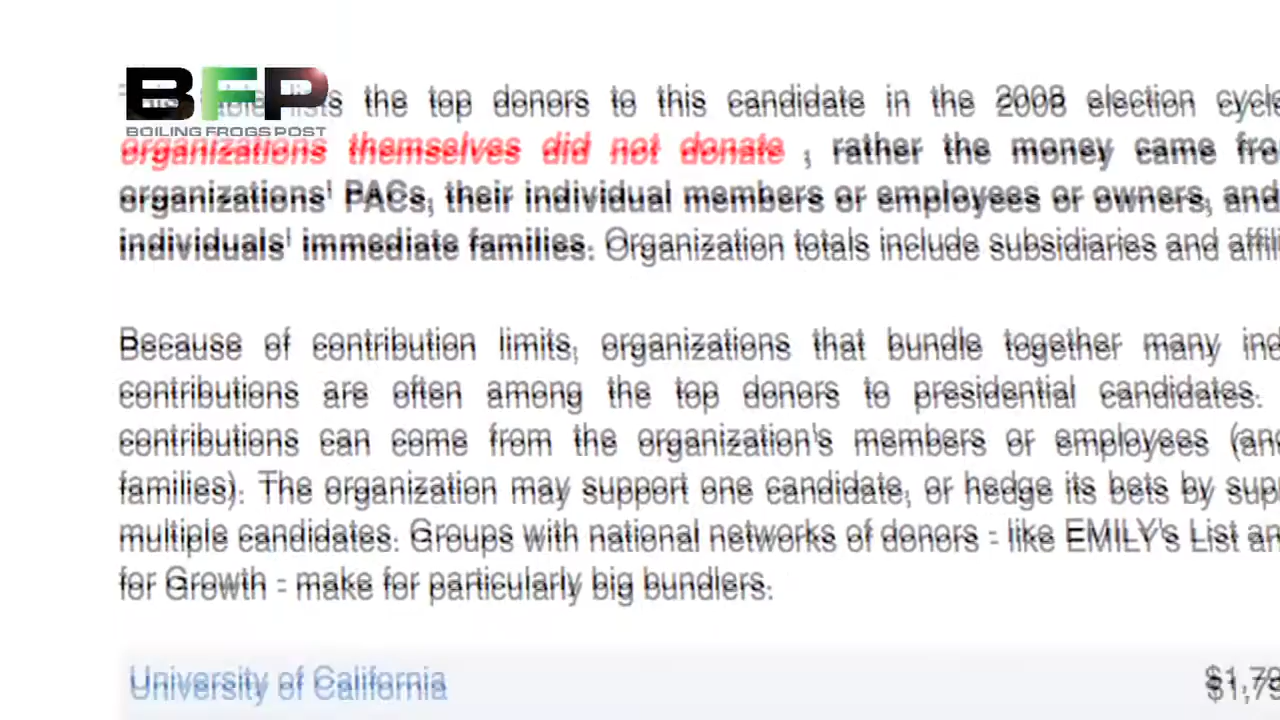 BFP
BOILING FROGS POST
lists the top donors to this candidate in the 2008 election cycle
organizations themselves did not donate , rather the money came from
organizations' PACs, their individual members or employees or owners, and
individuals' immediate families. Organization totals include subsidiaries and
Because of contribution limits, organizations that bundle together many
contributions are often among the top donors to presidential candidates.
contributions can come from the organization's members or employees (and
families). The organization may support one candidate, or hedge its bets by
multiple candidates. Groups with national networks of donors - like EMILY's List
for Growth - make for particularly big bundlers.
University of California